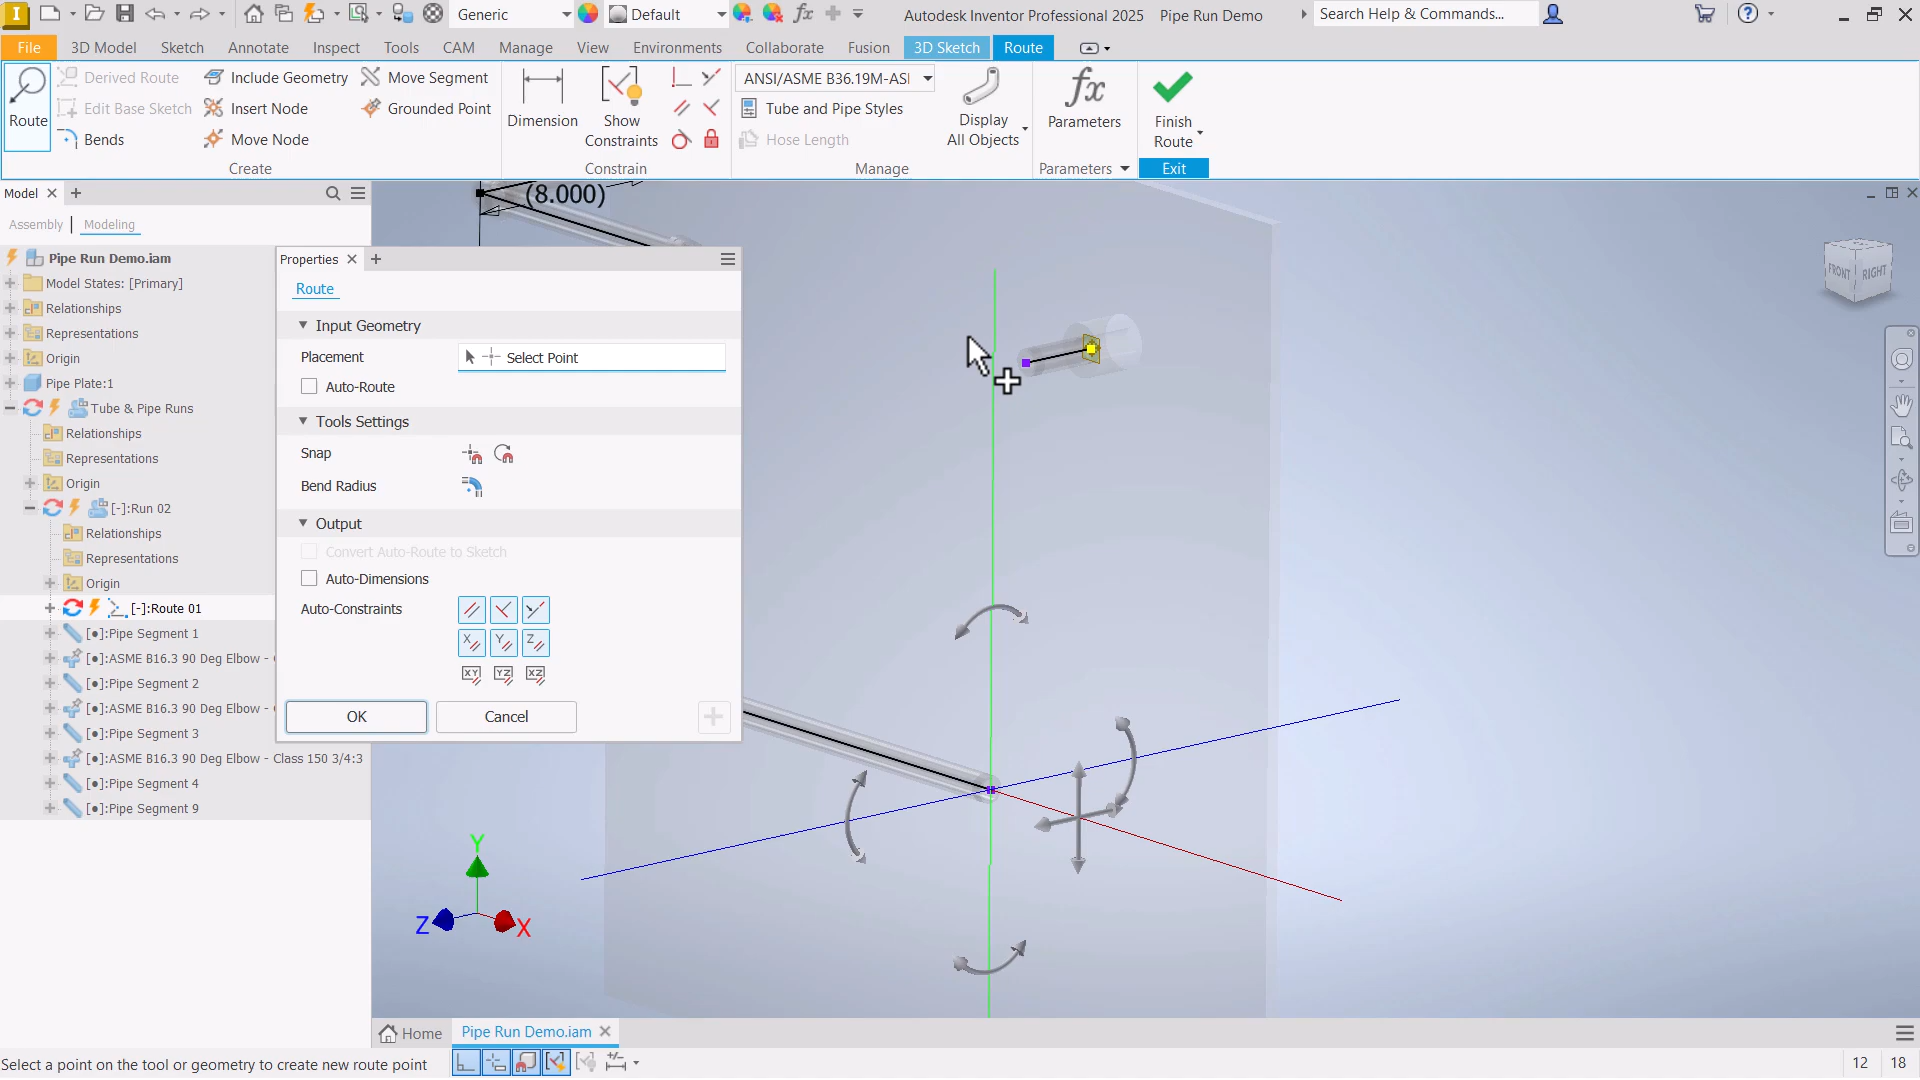 Generic
Default
Autodesk Inventor Professional 2025
Pipe Run Demo
Search Help & Commands...
File
3D Model
Sketch
Annotate
Inspect
Tools
CAM
Manage
View
Environments
Collaborate
Fusion
3D Sketch
Route
Route
Derived Route
Edit Base Sketch
Bends
Include Geometry
Insert Node
Move Node
Move Segment
Grounded Point
Create
Dimension
Show
Constraints
Constrain
ANSI/ASME B36.19M-ASI
Tube and Pipe Styles
Hose Length
Display
All Objects
Manage
Parameters
Parameters
Finish
Route
Exit
Model
Assembly
Modeling
Pipe Run Demo.iam
Model States: [Primary]
Relationships
Representations
Origin
Pipe Plate:1
Tube & Pipe Runs
Relationships
Representations
Origin
[-]:Run 02
Relationships
Representations
Origin
[-]:Route 01
[•]:Pipe Segment 1
[•]:ASME B16.3 90 Deg Elbow -
[•]:Pipe Segment 2
[•]:ASME B16.3 90 Deg Elbow -
[•]:Pipe Segment 3
[•]:ASME B16.3 90 Deg Elbow - Class 150 3/4:3
[•]:Pipe Segment 4
[•]:Pipe Segment 9
Properties
Route
Input Geometry
Placement
Select Point
Auto-Route
Tools Settings
Snap
Bend Radius
Output
Convert Auto-Route to Sketch
Auto-Dimensions
Auto-Constraints
X
Y
Z
XY
YZ
XZ
OK
Cancel
(8.000)
FRONT
RIGHT
Y
Z
X
Home
Pipe Run Demo.iam
Select a point on the tool or geometry to create new route point
12
18